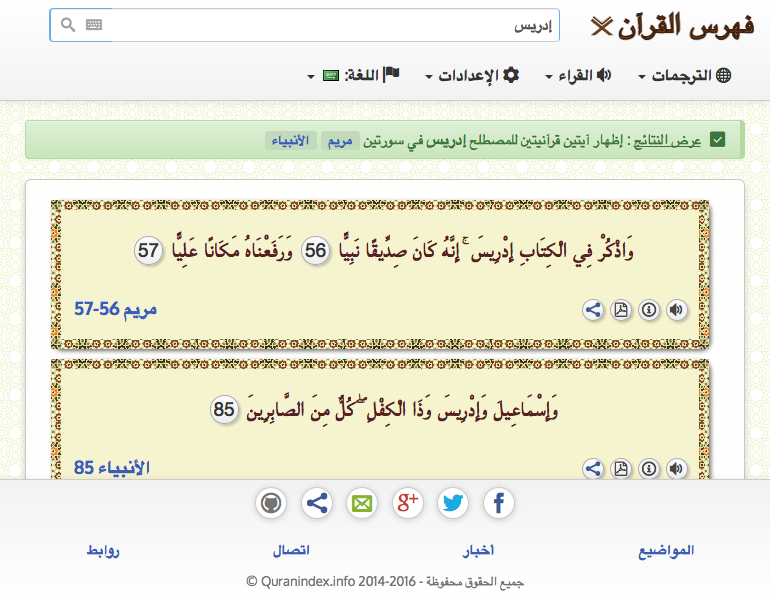 فهرس القرآن
إدريس
الترجمات القراء الإعدادات اللغة:
عرض النتائج : إظهار آيتين قرآنيتين للمصطلح إدريس في سورتين مريم الأنبياء
وَاذْكُرْ فِي الْكِتَابِ إِدْرِيسَ ۚ إِنَّهُ كَانَ صِدِّيقًا نَبِيًّا 56 وَرَفَعْنَاهُ مَكَانًا عَلِيًّا 57
مريم 56-57
وَإِسْمَاعِيلَ وَإِدْرِيسَ وَذَا الْكِفْلِ ۖ كُلٌّ مِنَ الصَّابِرِينَ 85
الأنبياء 85
g+
المواضيع أخبار اتصال روابط
جميع الحقوق محفوظة - 2014-2016 Quranindex.info ©